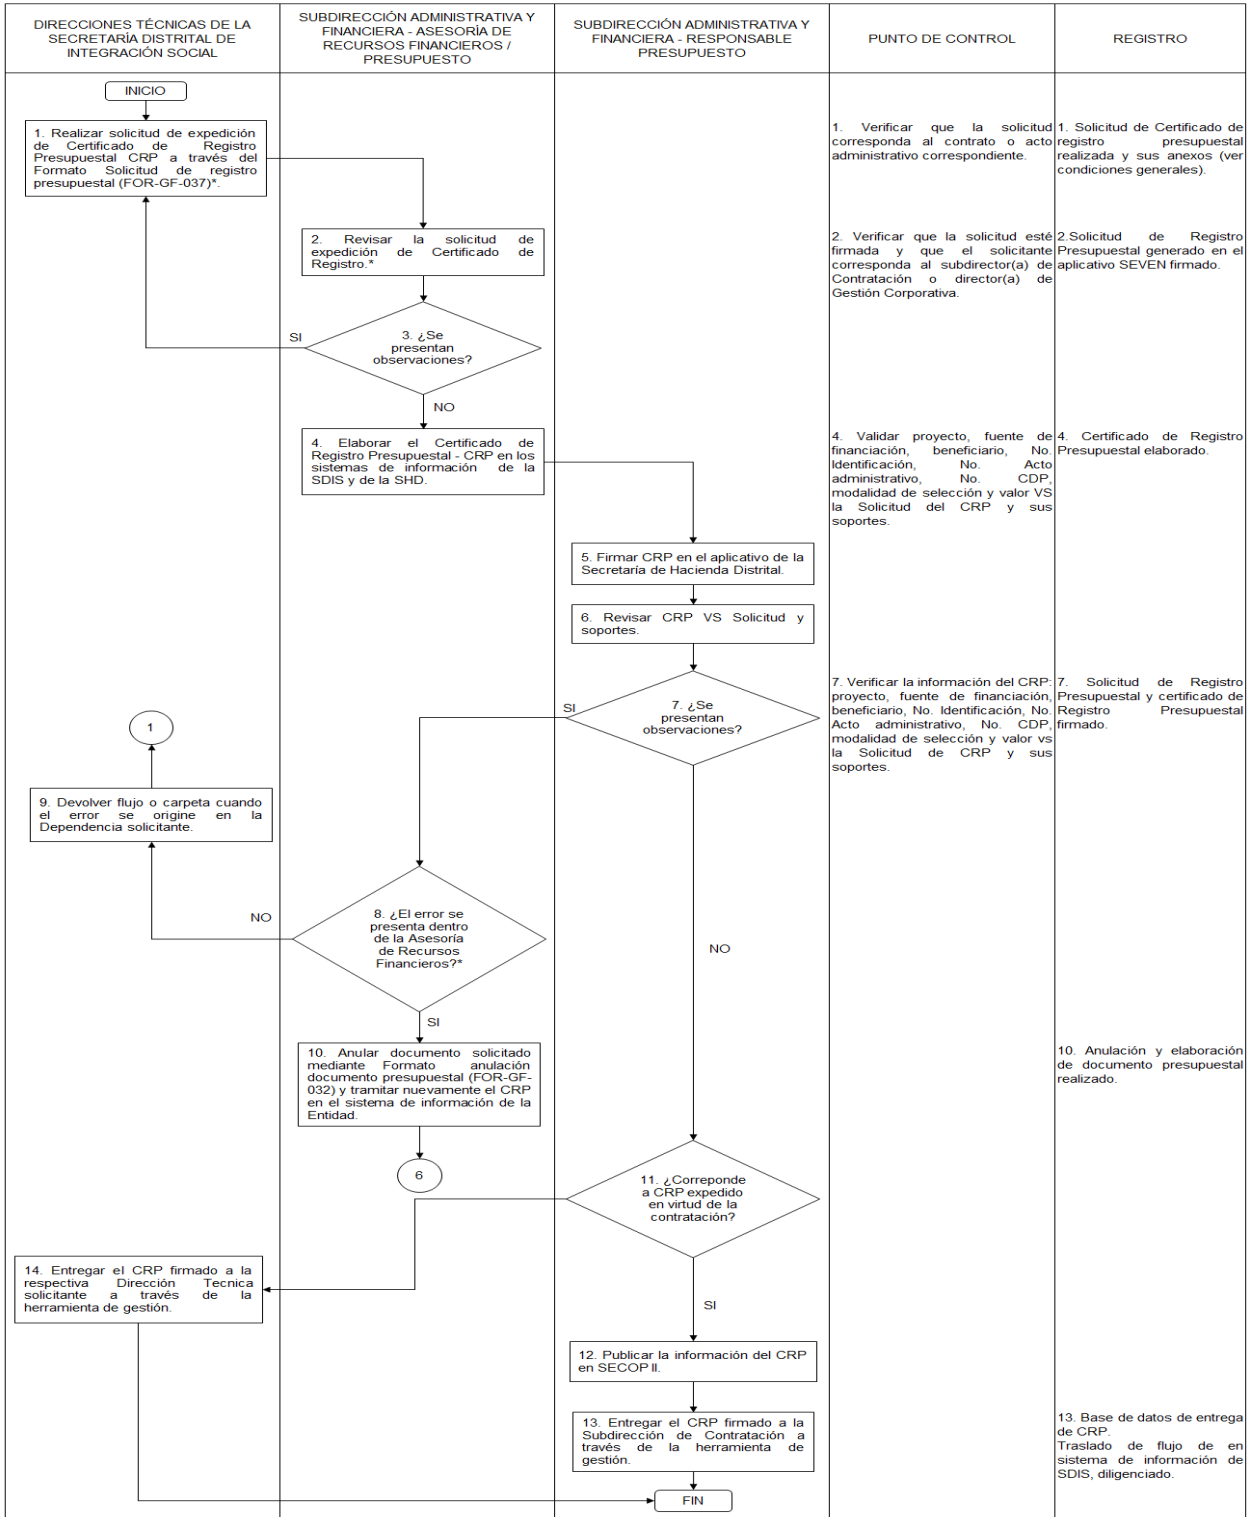 DIRECCIONES TÉCNICAS DE LA
SECRETARÍA DISTRITAL DE
INTEGRACIÓN SOCIAL
SUBDIRECCIÓN ADMINISTRATIVA Y
FINANCIERA - ASESORÍA DE
RECURSOS FINANCIEROS /
PRESUPUESTO
SUBDIRECCIÓN ADMINISTRATIVA Y
FINANCIERA - RESPONSABLE
PRESUPUESTO
PUNTO DE CONTROL
REGISTRO
INICIO
1. Realizar solicitud de expedición
de Certificado de Registro
Presupuestal CRP a través del
Formato Solicitud de registro
presupuestal (FOR-GF-037)*.
1. Verificar que la solicitud
corresponda al contrato o acto
administrativo correspondiente.
1. Solicitud de Certificado de
registro presupuestal
realizada y sus anexos (ver
condiciones generales).
2. Revisar la solicitud de
expedición de Certificado de
Registro.*
2. Verificar que la solicitud esté
firmada y que el solicitante
corresponda al subdirector(a) de
Contratación o director(a) de
Gestión Corporativa.
2.Solicitud de Registro
Presupuestal generado en el
aplicativo SEVEN firmado.
3. ¿Se
presentan
observaciones?
SI
NO
4. Elaborar el Certificado de
Registro Presupuestal - CRP en los
sistemas de información de la
SDIS y de la SHD.
4. Validar proyecto, fuente de
financiación, beneficiario, No.
Identificación, No. Acto
administrativo, No. CDP,
modalidad de selección y valor VS
la Solicitud del CRP y sus
soportes.
4. Certificado de Registro
Presupuestal elaborado.
5. Firmar CRP en el aplicativo de la
Secretaría de Hacienda Distrital.
6. Revisar CRP VS Solicitud y
soportes.
7. ¿Se
presentan
observaciones?
SI
NO
7. Verificar la información del CRP:
proyecto, fuente de financiación,
beneficiario, No. Identificación, No.
Acto administrativo, No. CDP,
modalidad de selección y valor vs
la Solicitud de CRP y sus
soportes.
7. Solicitud de Registro
Presupuestal y certificado de
Registro Presupuestal
firmado.
1
9. Devolver flujo o carpeta cuando
el error se origine en la
Dependencia solicitante.
8. ¿El error se
presenta dentro
de la Asesoría
de Recursos
Financieros?*
NO
SI
10. Anular documento solicitado
mediante Formato anulación
documento presupuestal (FOR-GF-
032) y tramitar nuevamente el CRP
en el sistema de información de la
Entidad.
10. Anulación y elaboración
de documento presupuestal
realizado.
6
11. ¿Correponde
a CRP expedido
en virtud de la
contratación?
SI
14. Entregar el CRP firmado a la
respectiva Dirección Tecnica
solicitante a través de la
herramienta de gestión.
12. Publicar la información del CRP
en SECOP II.
13. Entregar el CRP firmado a la
Subdirección de Contratación a
través de la herramienta de
gestión.
13. Base de datos de entrega
de CRP.
Traslado de flujo de en
sistema de información de
SDIS, diligenciado.
FIN